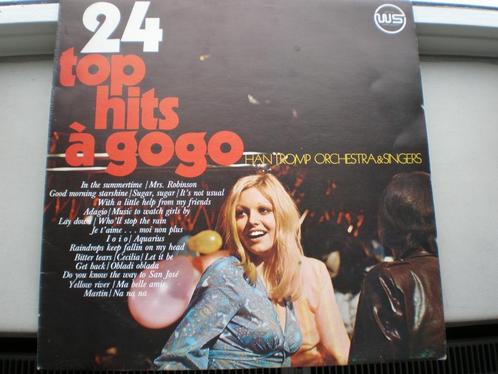 24
WS
top
hits
à gogo
HAN TROMP ORCHESTRA & SINGERS
In the summertime | Mrs. Robinson
Good morning starshine | Sugar, sugar | It's not usual
With a little help from my friends
Adagio | Music to watch girls by
Lay down | Who'll stop the rain
Je t'aime . . . moi non plus
I o i o | Aquarius
Raindrops keep fallin on my head
Bitter tears | Cecilia | Let it be
Get back | Obladi oblada
Do you know the way to San José
Yellow river | Ma belle amie
Martin | Na na na